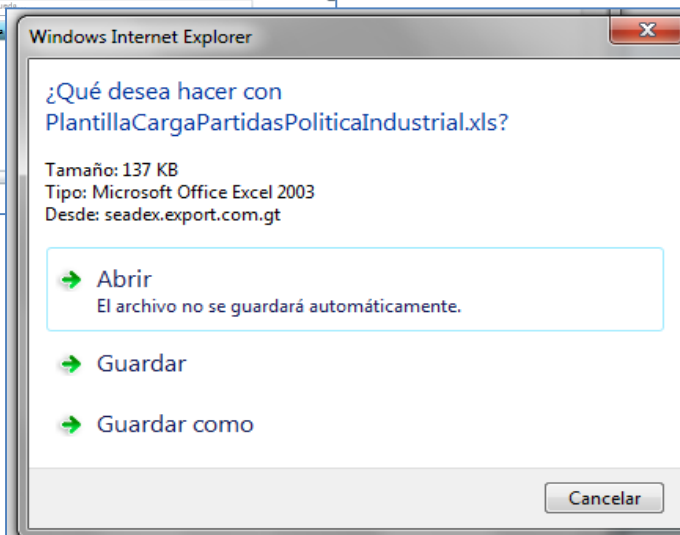 Windows Internet Explorer
¿Qué desea hacer con
PlantillaCargaPartidasPoliticaIndustrial.xls?
Tamaño: 137 KB
Tipo: Microsoft Office Excel 2003
Desde: seadex.export.com.gt
Abrir
El archivo no se guardará automáticamente.
Guardar
Guardar como
Cancelar